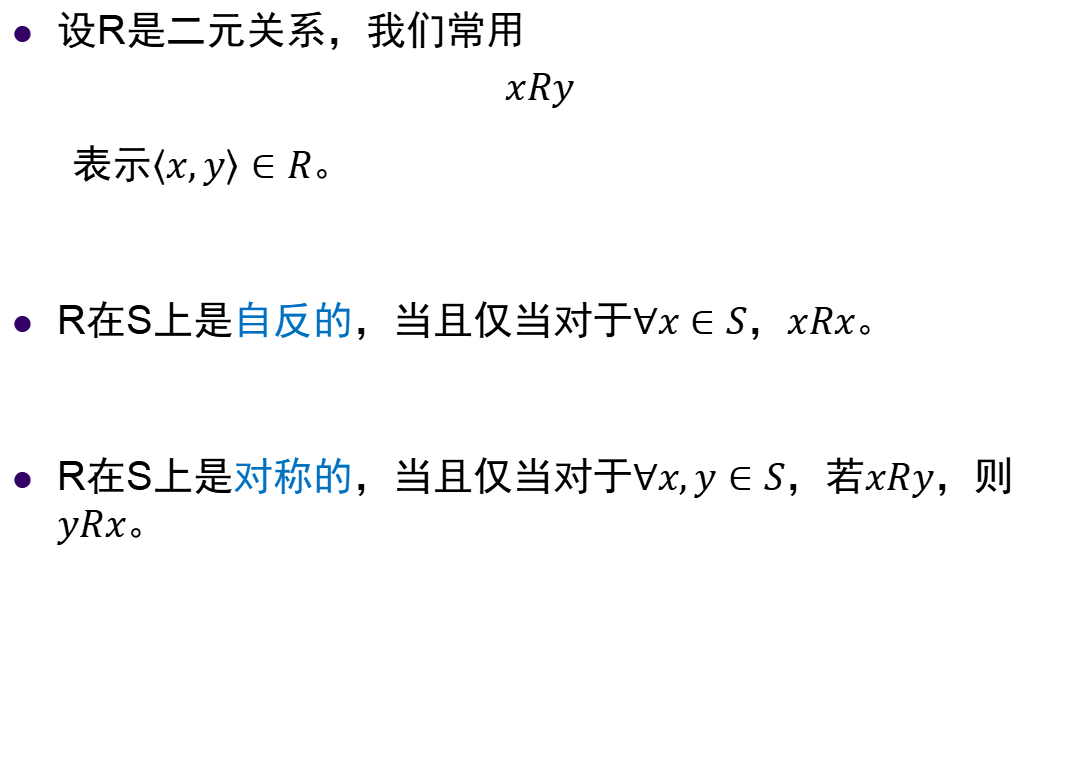 ● 设R是二元关系，我们常用
xRy
表示⟨x, y⟩ ∈ R。
● R在S上是自反的，当且仅当对于∀x ∈ S，xRx。
● R在S上是对称的，当且仅当对于∀x, y ∈ S，若xRy，则
yRx。